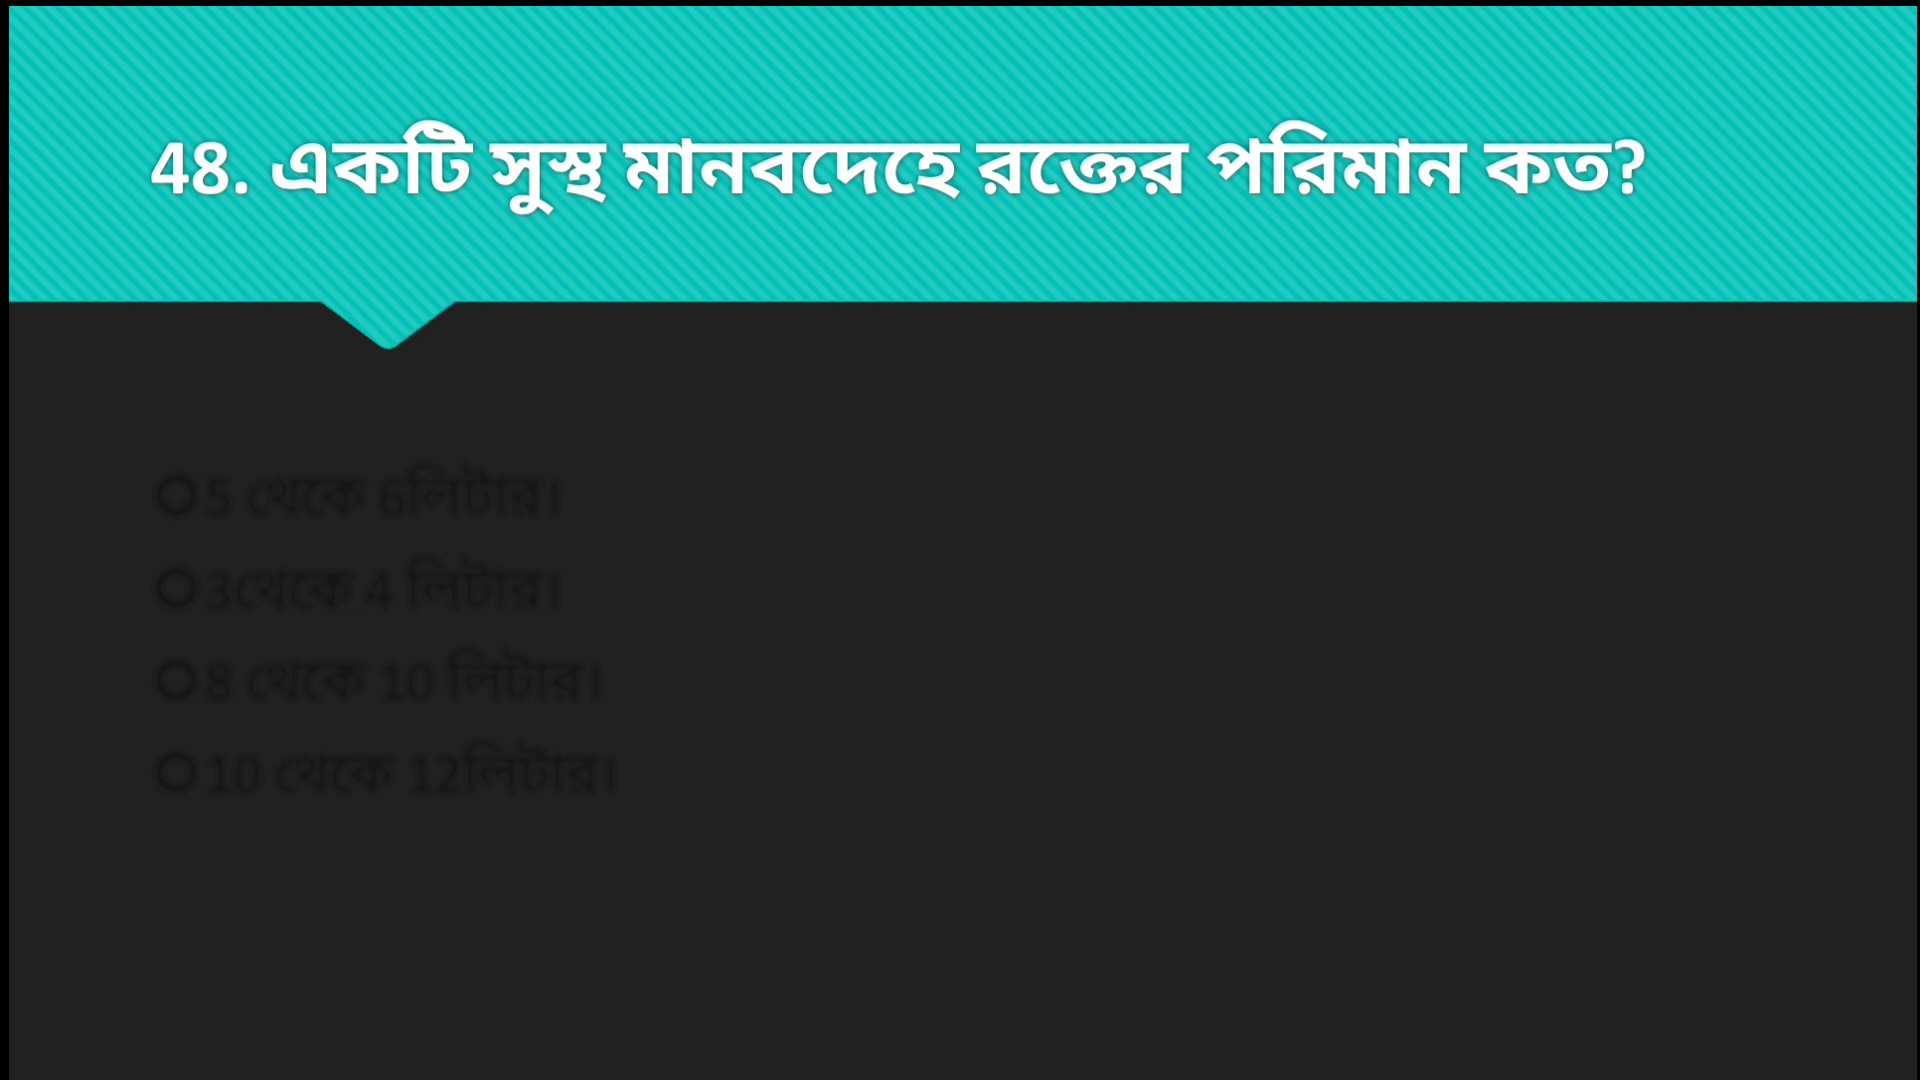 48. একটি সুস্থ মানবদেহে রক্তের পরিমান কত?
5 থেকে 6লিটার।
3থেকে 4 লিটার।
8 থেকে 10 লিটার।
10 থেকে 12লিটার।